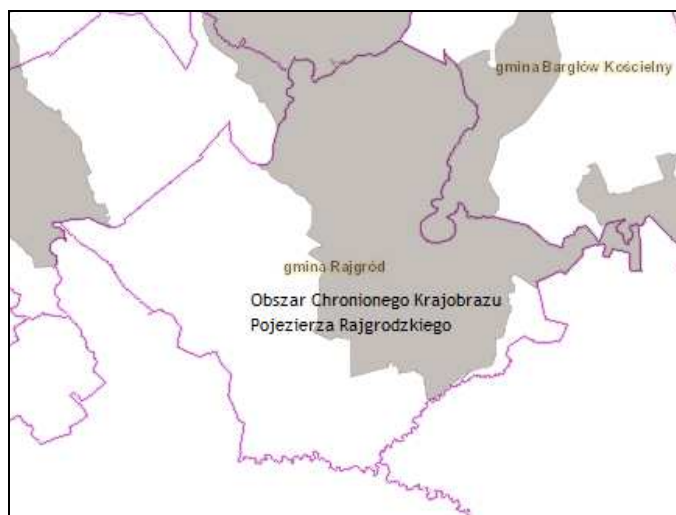 gmina Bargłów Kościelny
gmina Rajgród
Obszar Chronionego Krajobrazu
Pojezierza Rajgrodzkiego